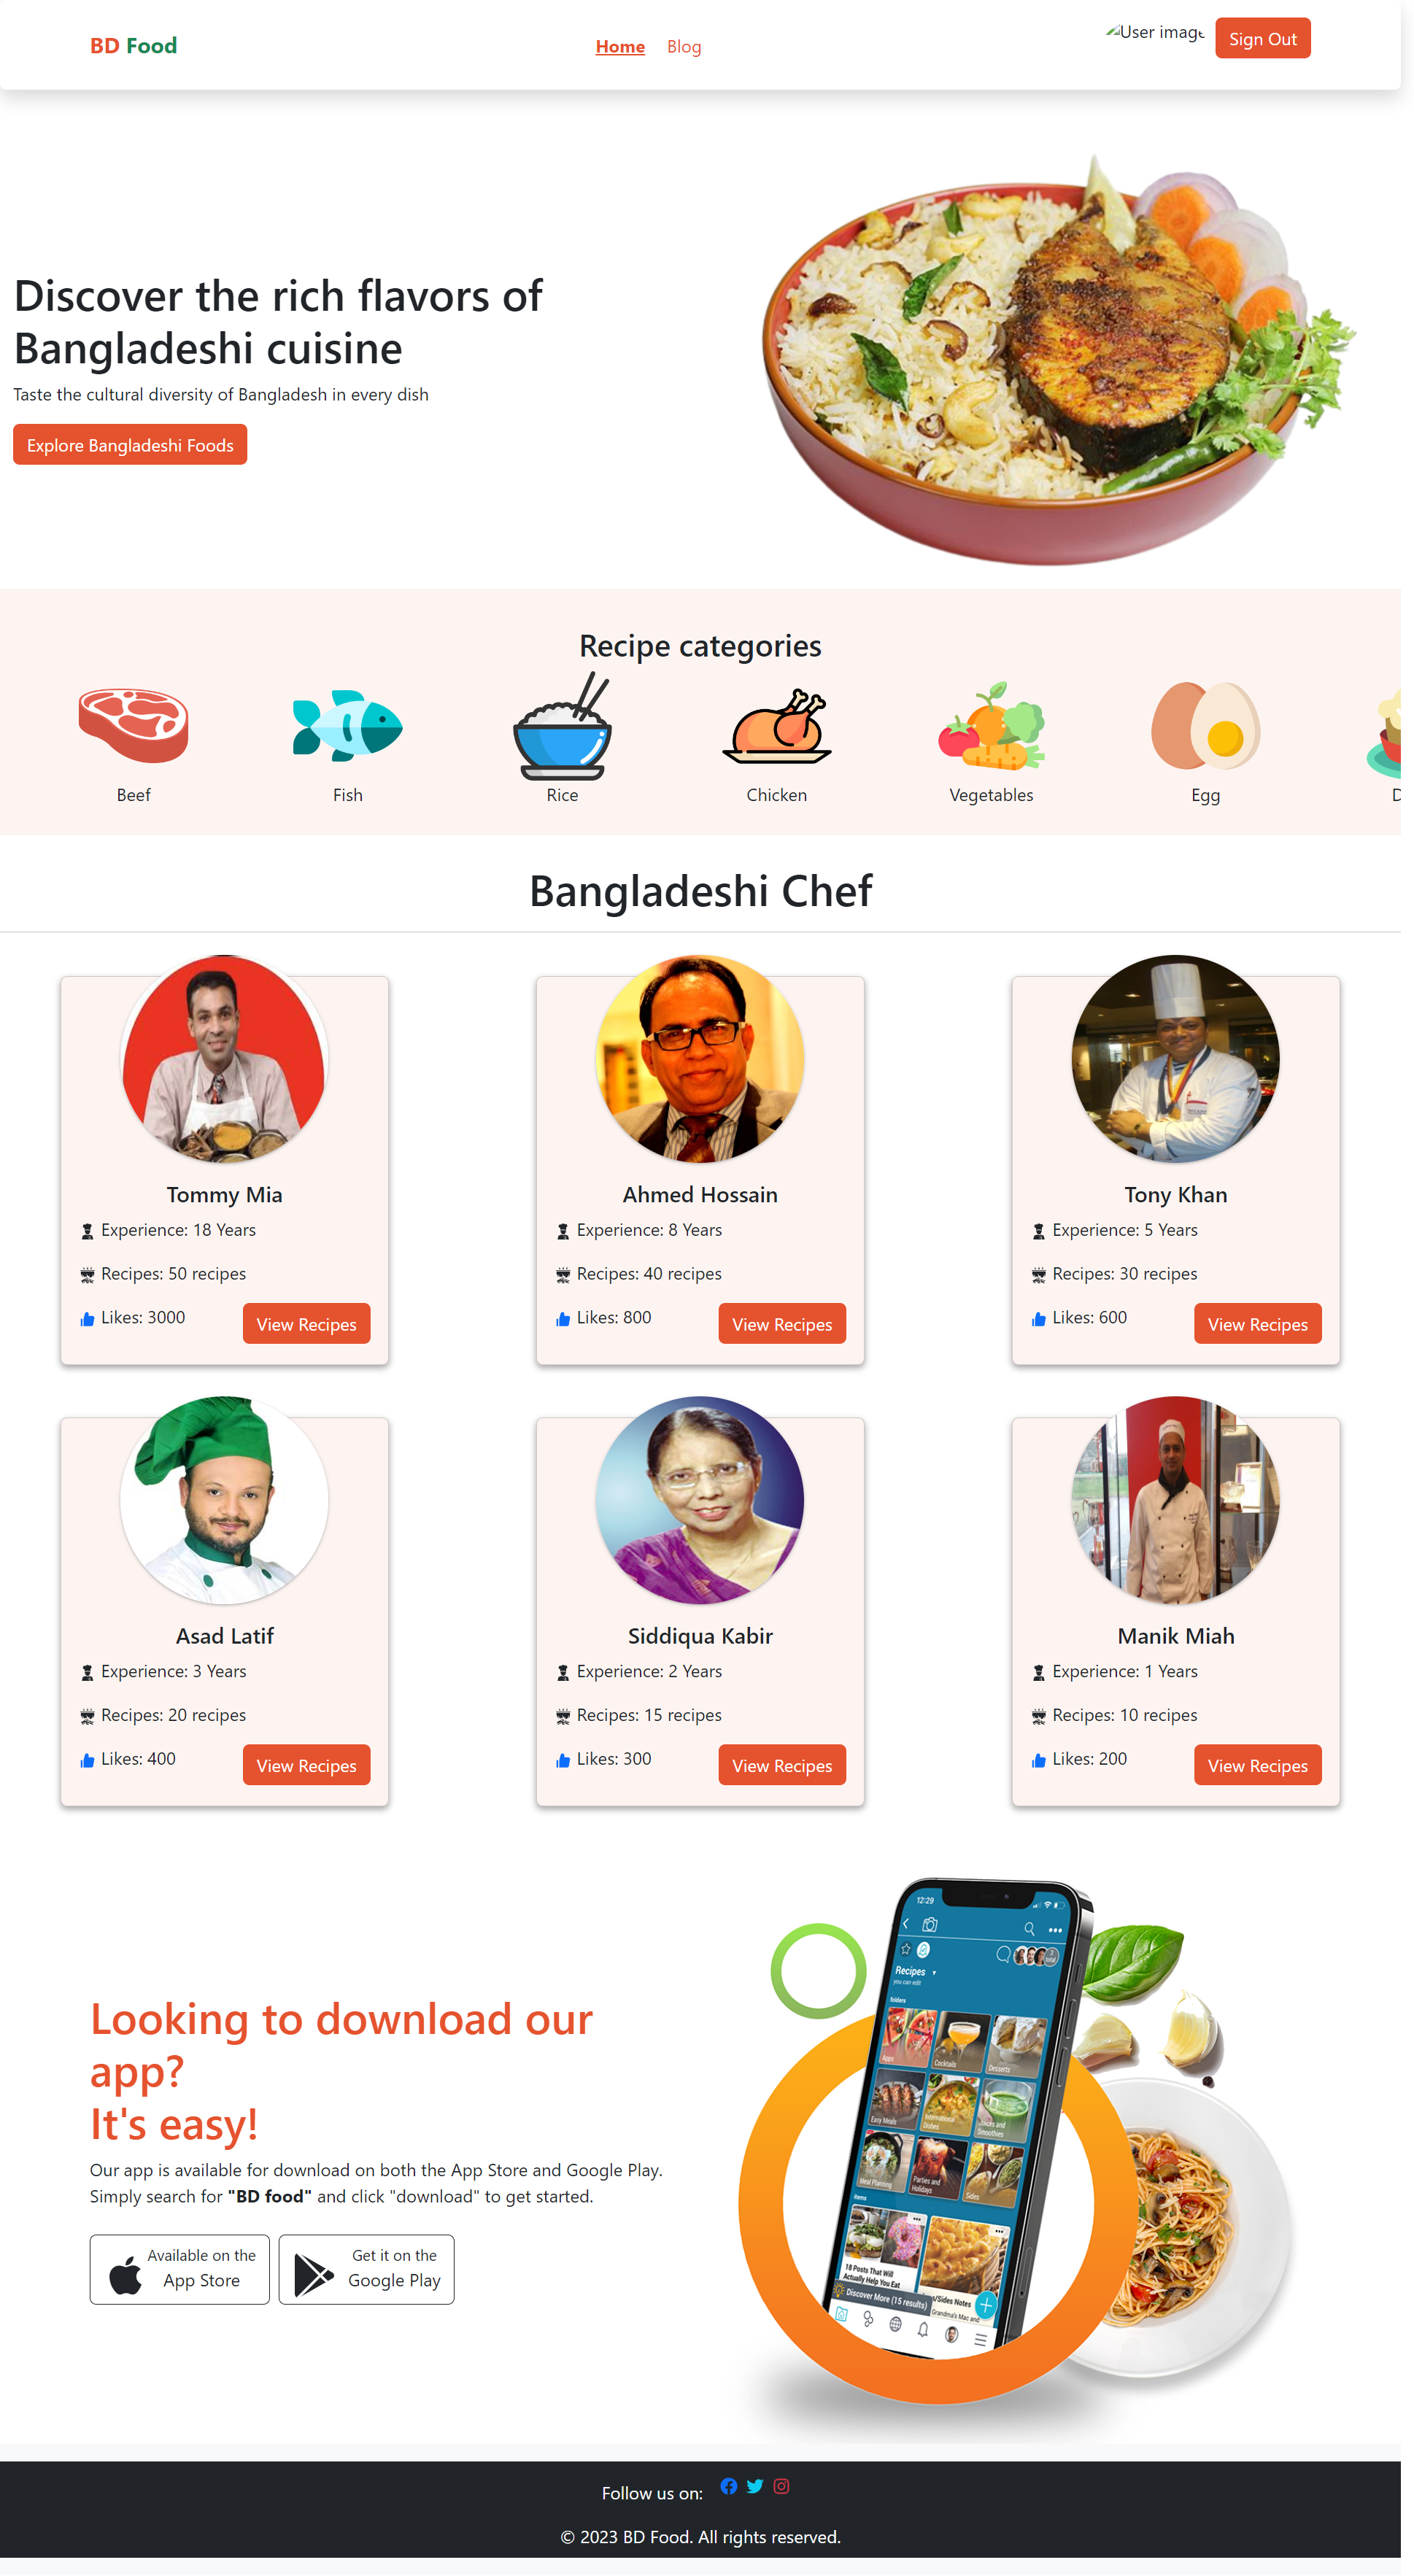 BD Food
Home
Blog
User image
Sign Out
Discover the rich flavors of
Bangladeshi cuisine
Taste the cultural diversity of Bangladesh in every dish
Explore Bangladeshi Foods
Recipe categories
Beef
Fish
Rice
Chicken
Vegetables
Egg
Bangladeshi Chef
Tommy Mia
Experience: 18 Years
Recipes: 50 recipes
Likes: 3000
View Recipes
Ahmed Hossain
Experience: 8 Years
Recipes: 40 recipes
Likes: 800
View Recipes
Tony Khan
Experience: 5 Years
Recipes: 30 recipes
Likes: 600
View Recipes
Asad Latif
Experience: 3 Years
Recipes: 20 recipes
Likes: 400
View Recipes
Siddiqua Kabir
Experience: 2 Years
Recipes: 15 recipes
Likes: 300
View Recipes
Manik Miah
Experience: 1 Years
Recipes: 10 recipes
Likes: 200
View Recipes
Looking to download our
app?
It's easy!
Our app is available for download on both the App Store and Google Play.
Simply search for "BD food" and click "download" to get started.
Available on the
App Store
Get it on the
Google Play
12:29
Recipes
you can edit
folders
Apps
Cocktails
Desserts
Easy Meals
International
Dishes
Juices and
Smoothies
Meal Planning
Parties and
Holidays
Sides
items
18 Posts That Will
Actually Help You Eat
/Sides Notes
Grandma's Mac and
Discover More (15 results)
Follow us on:
© 2023 BD Food. All rights reserved.